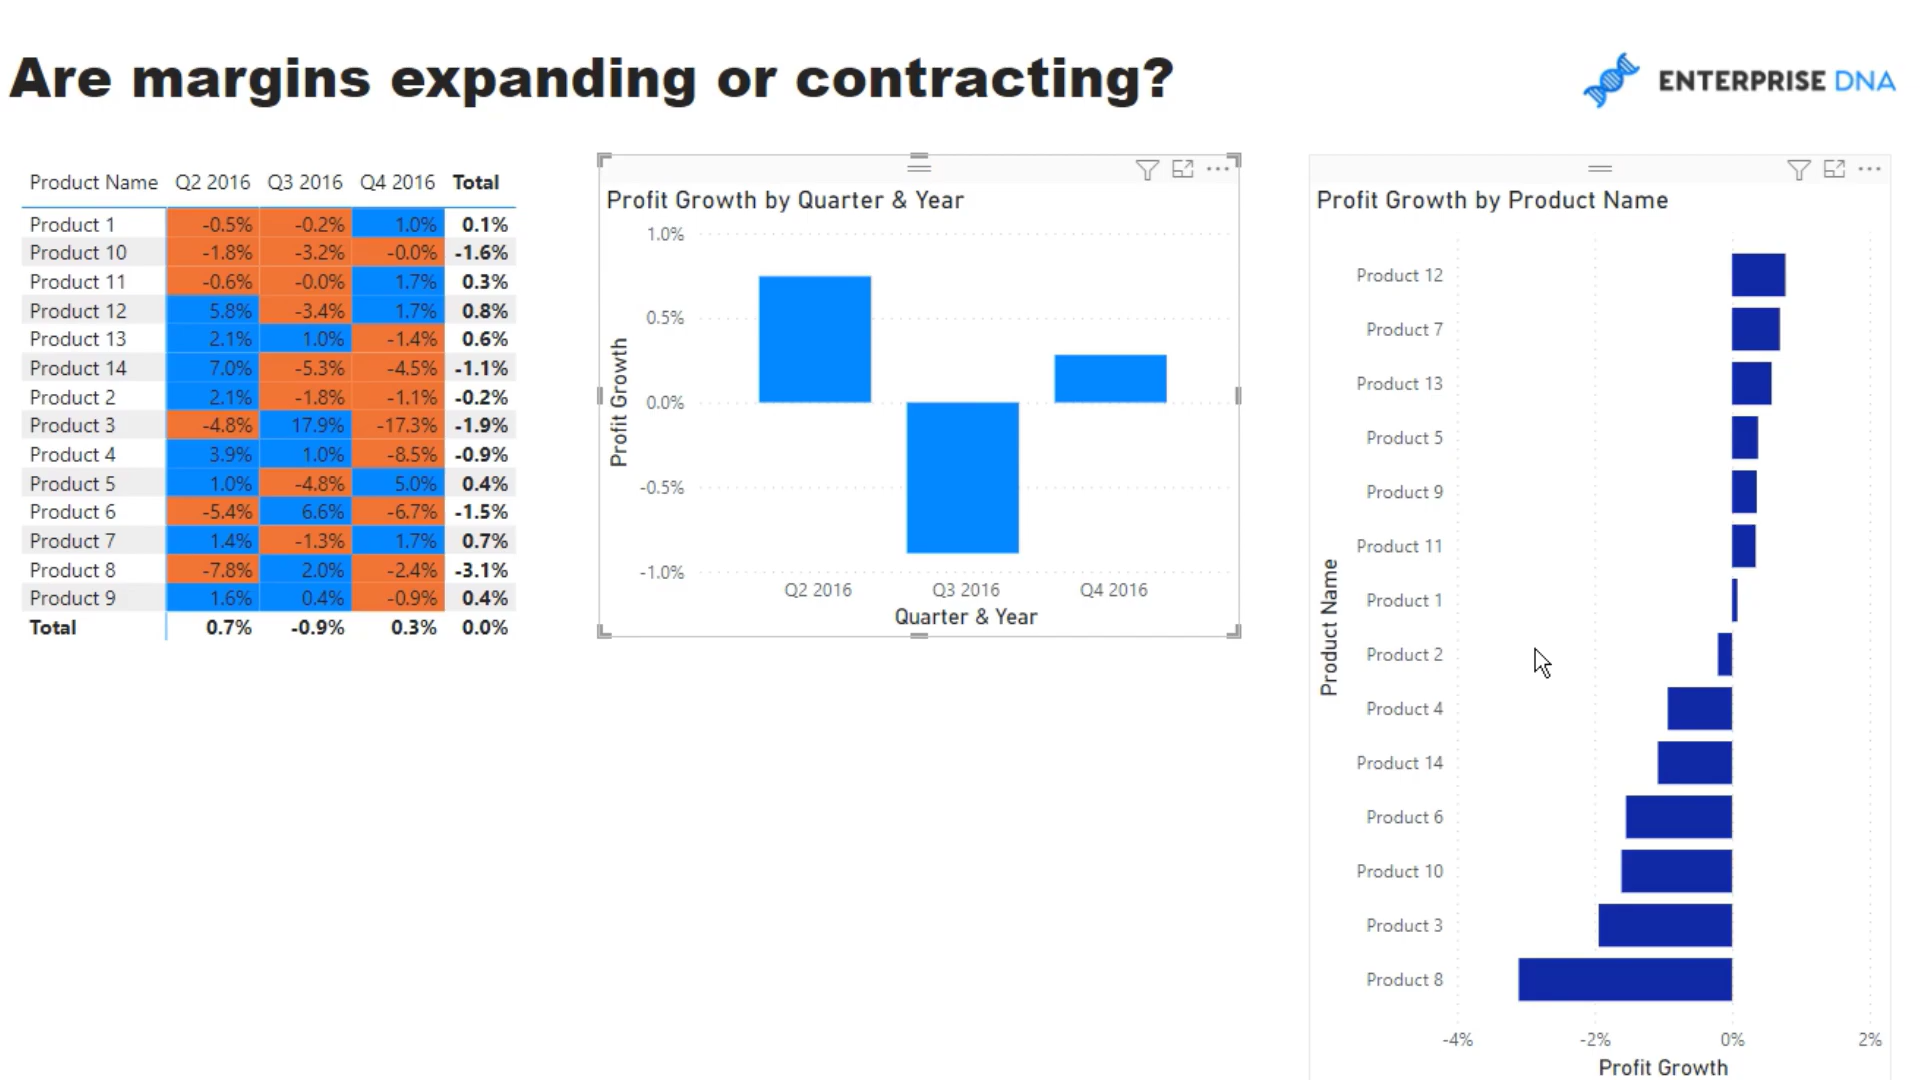 Are margins expanding or contracting?
ENTERPRISE DNA
Product Name Q2 2016 Q3 2016 Q4 2016 Total
Product 1 -0.5% -0.2% 1.0% 0.1%
Product 10 -1.8% -3.2% -0.0% -1.6%
Product 11 -0.6% -0.0% 1.7% 0.3%
Product 12 5.8% -3.4% 1.7% 0.8%
Product 13 2.1% 1.0% -1.4% 0.6%
Product 14 7.0% -5.3% -4.5% -1.1%
Product 2 2.1% -1.8% -1.1% -0.2%
Product 3 -4.8% 17.9% -17.3% -1.9%
Product 4 3.9% 1.0% -8.5% -0.9%
Product 5 1.0% -4.8% 5.0% 0.4%
Product 6 -5.4% 6.6% -6.7% -1.5%
Product 7 1.4% -1.3% 1.7% 0.7%
Product 8 -7.8% 2.0% -2.4% -3.1%
Product 9 1.6% 0.4% -0.9% 0.4%
Total 0.7% -0.9% 0.3% 0.0%
Profit Growth by Quarter & Year
Profit Growth
1.0%
0.5%
0.0%
-0.5%
-1.0%
Q2 2016 Q3 2016 Q4 2016
Quarter & Year
Profit Growth by Product Name
Product Name
Product 12
Product 7
Product 13
Product 5
Product 9
Product 11
Product 1
Product 2
Product 4
Product 14
Product 6
Product 10
Product 3
Product 8
-4% -2% 0% 2%
Profit Growth